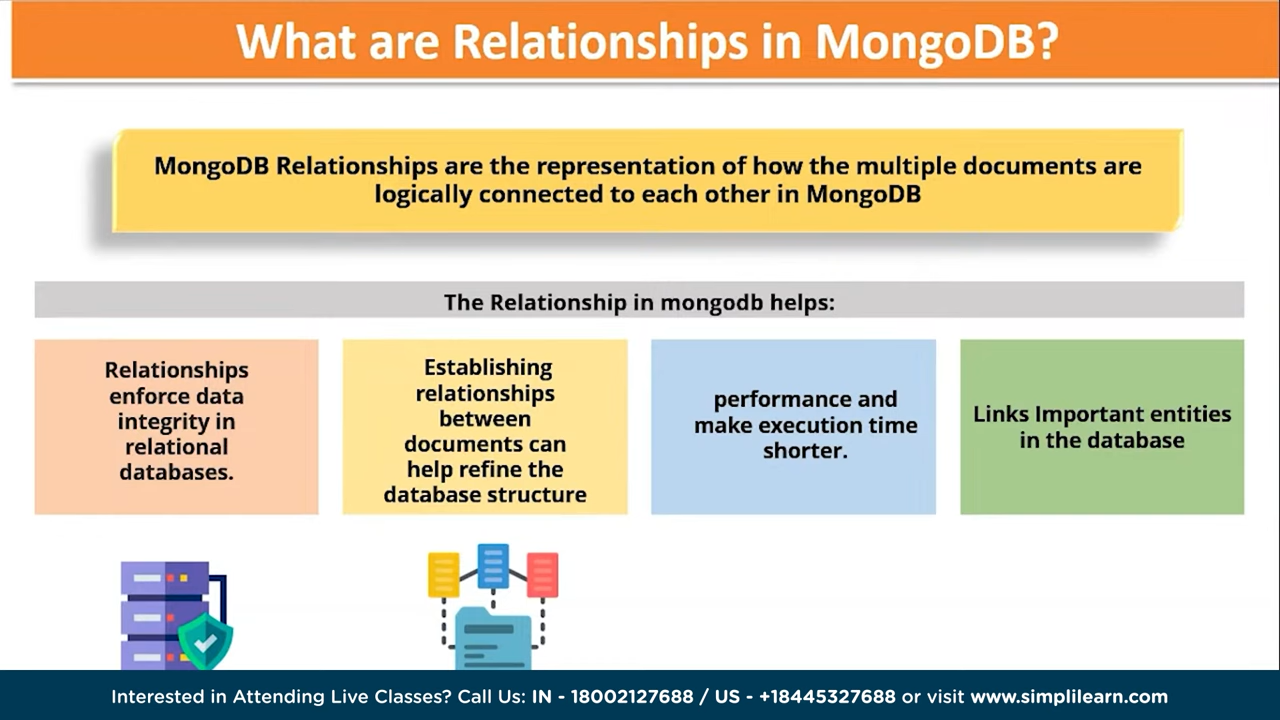 What are Relationships in MongoDB?
MongoDB Relationships are the representation of how the multiple documents are
logically connected to each other in MongoDB
The Relationship in mongodb helps:
Relationships
enforce data
integrity in
relational
databases.
Establishing
relationships
between
documents can
help refine the
database structure
performance and
make execution time
shorter.
Links Important entities
in the database
Interested in Attending Live Classes? Call Us: IN - 18002127688 / US - +18445327688 or visit www.simplilearn.com